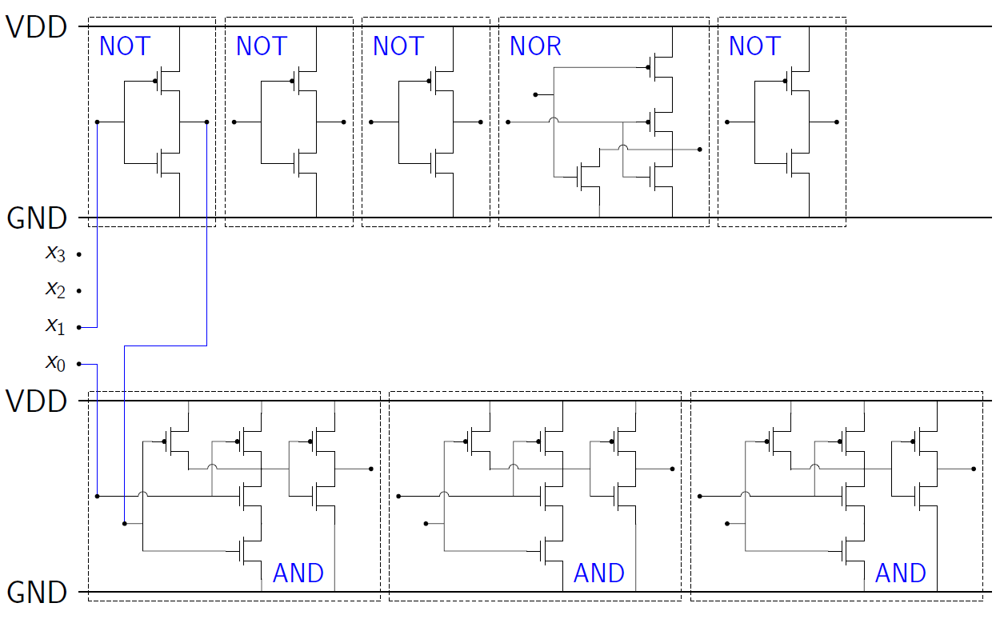 VDD
NOT NOT NOT NOR NOT
GND
x₃
x₂
x₁
x₀
VDD
AND AND AND
GND